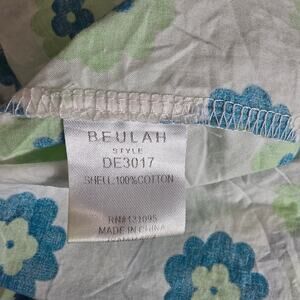 BEULAH
STYLE
DE3017
SHELL:100%COTTON
RN#131095
MADE IN CHINA